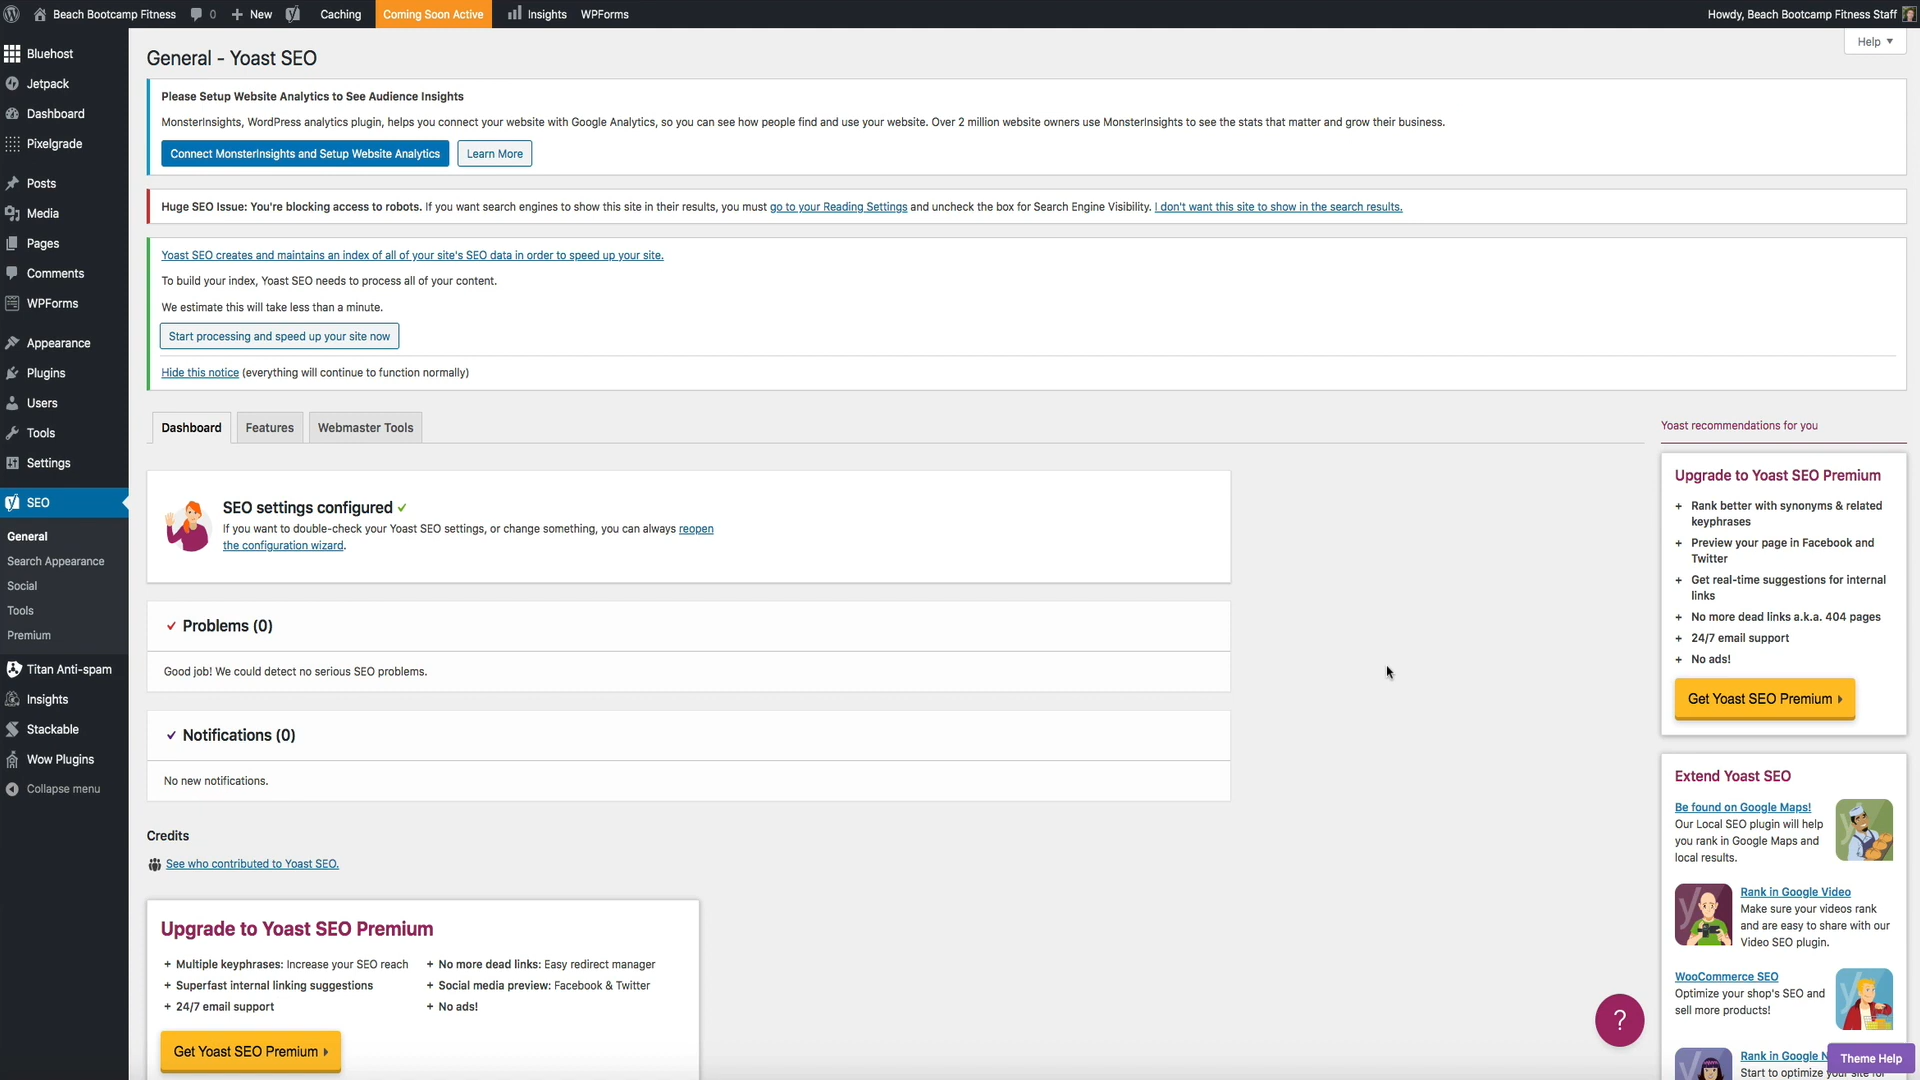 Beach Bootcamp Fitness 0 New Caching Coming Soon Active Insights WPForms Howdy, Beach Bootcamp Fitness Staff
Help
Bluehost
Jetpack
Dashboard
Pixelgrade
Posts
Media
Pages
Comments
WPForms
Appearance
Plugins
Users
Tools
Settings
SEO
General
Search Appearance
Social
Tools
Premium
Titan Anti-spam
Insights
Stackable
Wow Plugins
Collapse menu
General - Yoast SEO
Please Setup Website Analytics to See Audience Insights
MonsterInsights, WordPress analytics plugin, helps you connect your website with Google Analytics, so you can see how people find and use your website. Over 2 million website owners use MonsterInsights to see the stats that matter and grow their business.
Connect MonsterInsights and Setup Website Analytics Learn More
Huge SEO Issue: You're blocking access to robots. If you want search engines to show this site in their results, you must go to your Reading Settings and uncheck the box for Search Engine Visibility. I don't want this site to show in the search results.
Yoast SEO creates and maintains an index of all of your site's SEO data in order to speed up your site.
To build your index, Yoast SEO needs to process all of your content.
We estimate this will take less than a minute.
Start processing and speed up your site now
Hide this notice (everything will continue to function normally)
Dashboard Features Webmaster Tools
SEO settings configured
If you want to double-check your Yoast SEO settings, or change something, you can always reopen
the configuration wizard.
Problems (0)
Good job! We could detect no serious SEO problems.
Notifications (0)
No new notifications.
Credits
See who contributed to Yoast SEO.
Upgrade to Yoast SEO Premium
+ Multiple keyphrases: Increase your SEO reach
+ Superfast internal linking suggestions
+ 24/7 email support
+ No more dead links: Easy redirect manager
+ Social media preview: Facebook & Twitter
+ No ads!
Get Yoast SEO Premium
Yoast recommendations for you
Upgrade to Yoast SEO Premium
+ Rank better with synonyms & related
keyphrases
+ Preview your page in Facebook and
Twitter
+ Get real-time suggestions for internal
links
+ No more dead links a.k.a. 404 pages
+ 24/7 email support
+ No ads!
Get Yoast SEO Premium
Extend Yoast SEO
Be found on Google Maps!
Our Local SEO plugin will help
you rank in Google Maps and
local results.
Rank in Google Video
Make sure your videos rank
and are easy to share with our
Video SEO plugin.
WooCommerce SEO
Optimize your shop's SEO and
sell more products!
Rank in Google
Start to optimize
?
Theme Help